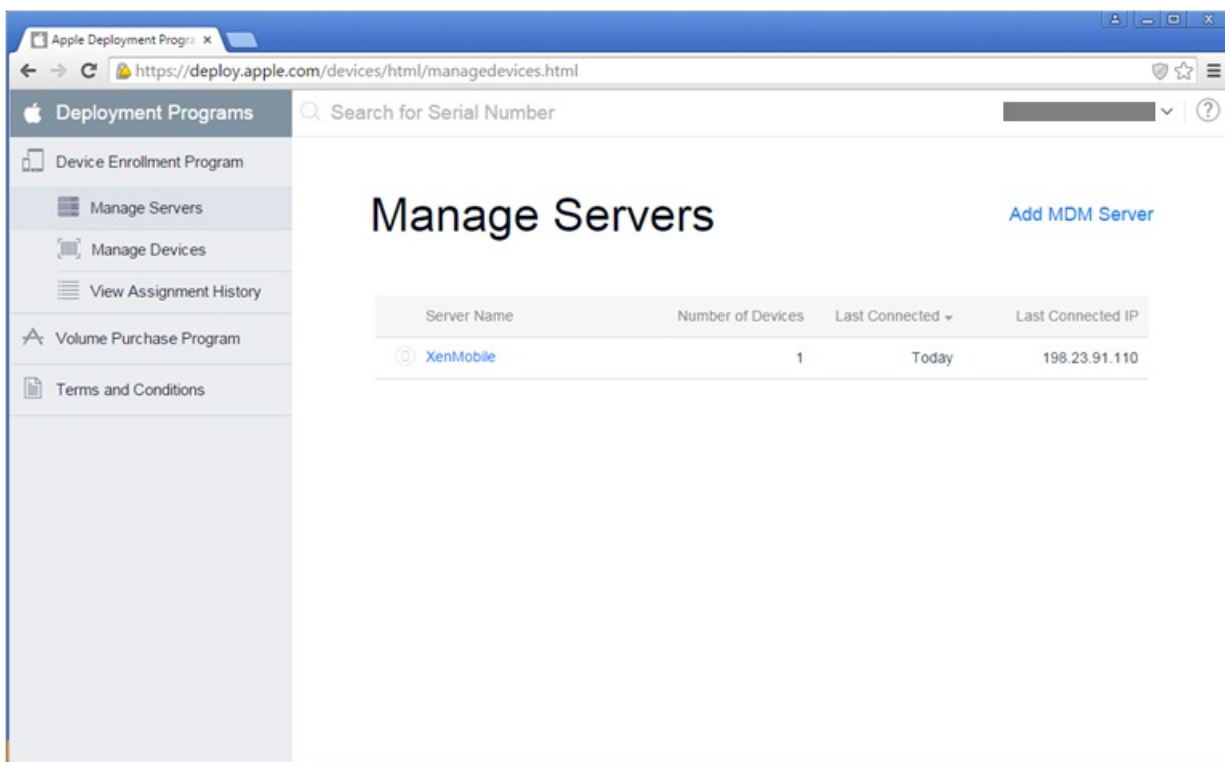 Apple Deployment Progra
https://deploy.apple.com/devices/html/managedevices.html
Deployment Programs
Search for Serial Number
Device Enrollment Program
Manage Servers
Manage Devices
View Assignment History
Volume Purchase Program
Terms and Conditions
Manage Servers
Add MDM Server
Server Name Number of Devices Last Connected Last Connected IP
XenMobile 1 Today 198.23.91.110